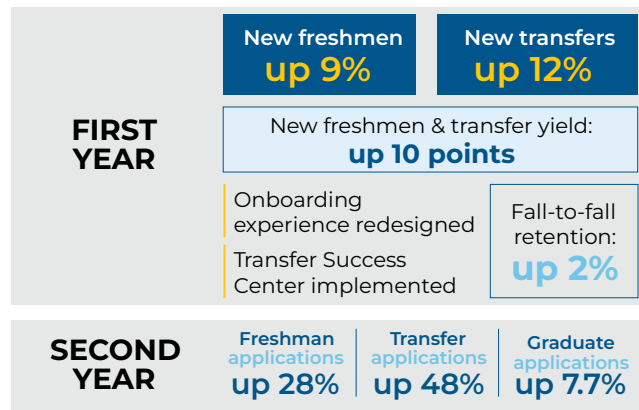 FIRST
YEAR
New freshmen
up 9%
New transfers
up 12%
New freshmen & transfer yield:
up 10 points
Onboarding
experience redesigned
Transfer Success
Center implemented
Fall-to-fall
retention:
up 2%
SECOND
YEAR
Freshman
applications
up 28%
Transfer
applications
up 48%
Graduate
applications
up 7.7%